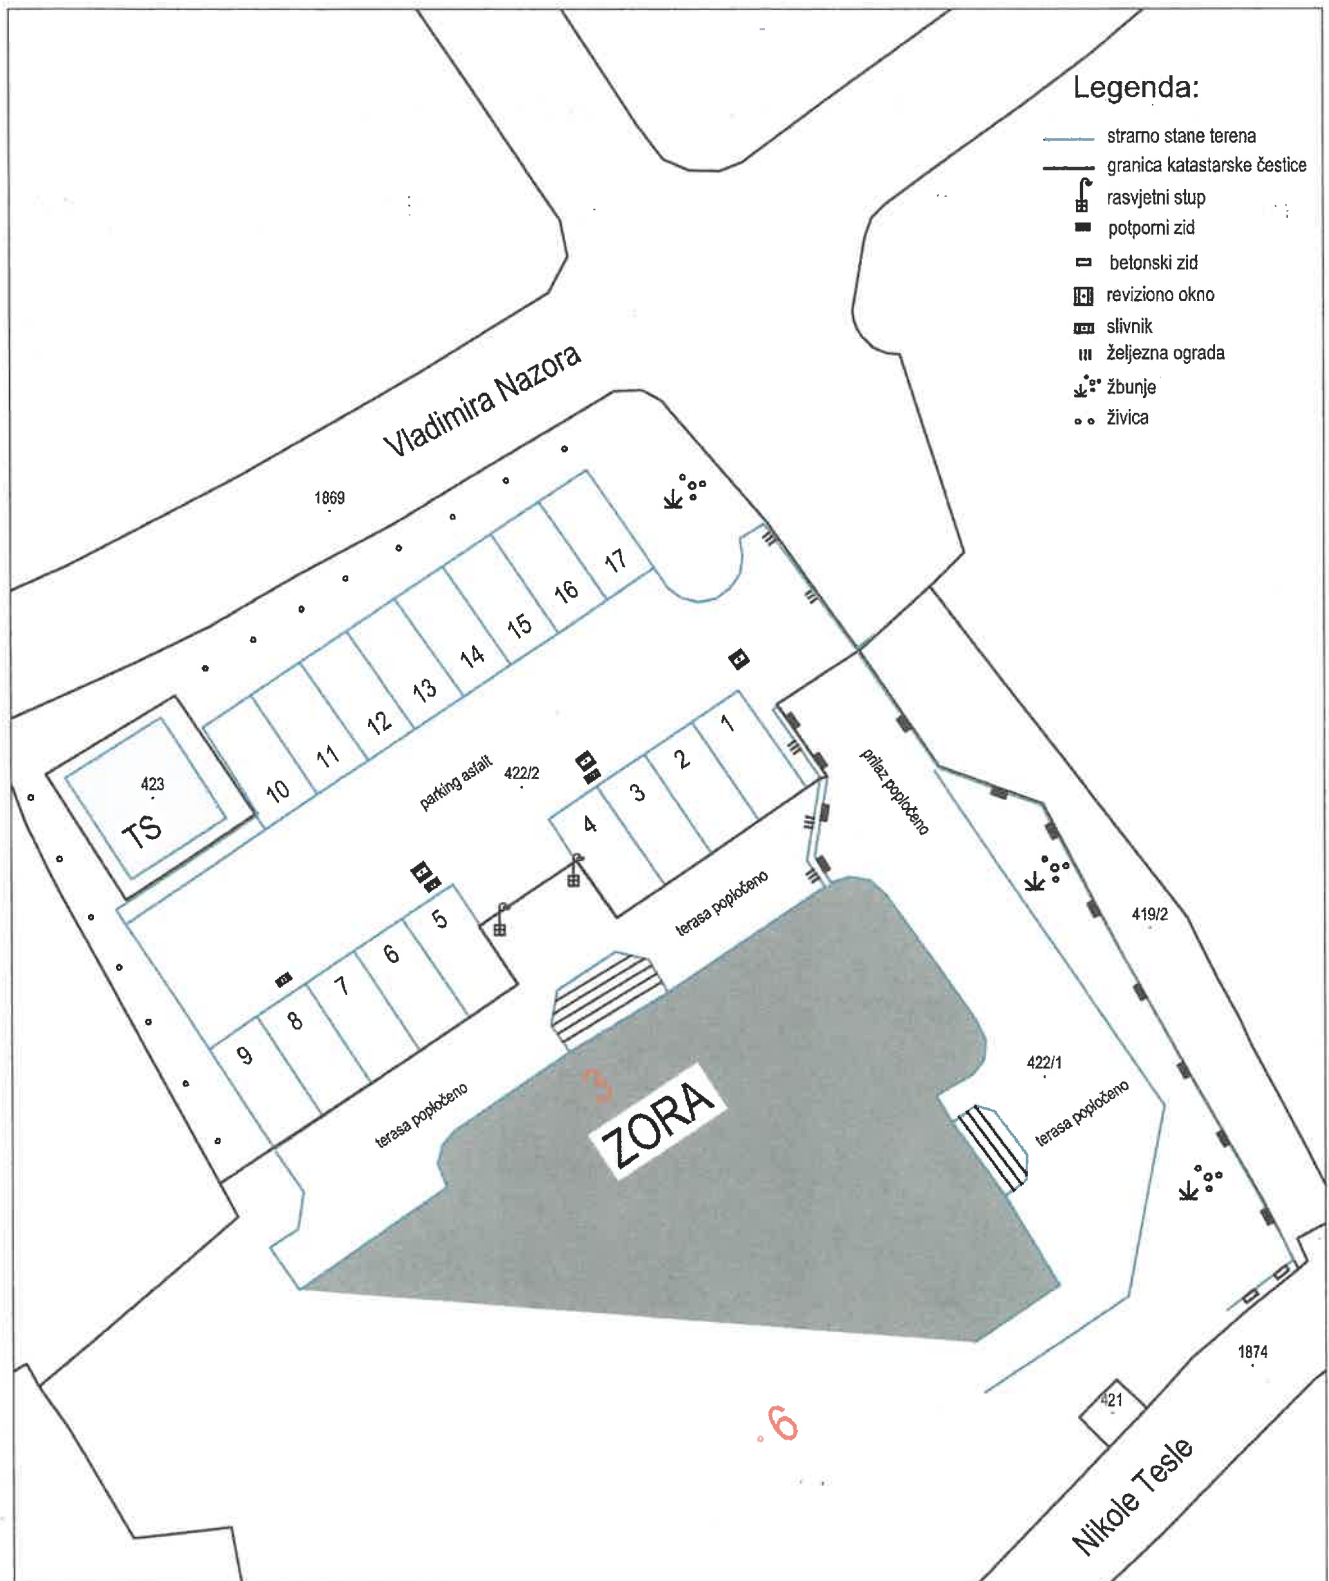 Legenda:
stramo stane terena
granica katastarske čestice
rasvjetni stup
potporni zid
betonski zid
reviziono okno
slivnik
željezna ograda
žbunje
živica
Vladimira Nazora
1869
17
16
15
14
13
12
11
10
423
TS
parking asfalt
422/2
1
2
3
4
5
6
7
8
9
prilaz popločeno
terasa popločeno
419/2
terasa popločeno
3
ZORA
422/1
terasa popločeno
6
421
1874
Nikole Tesle